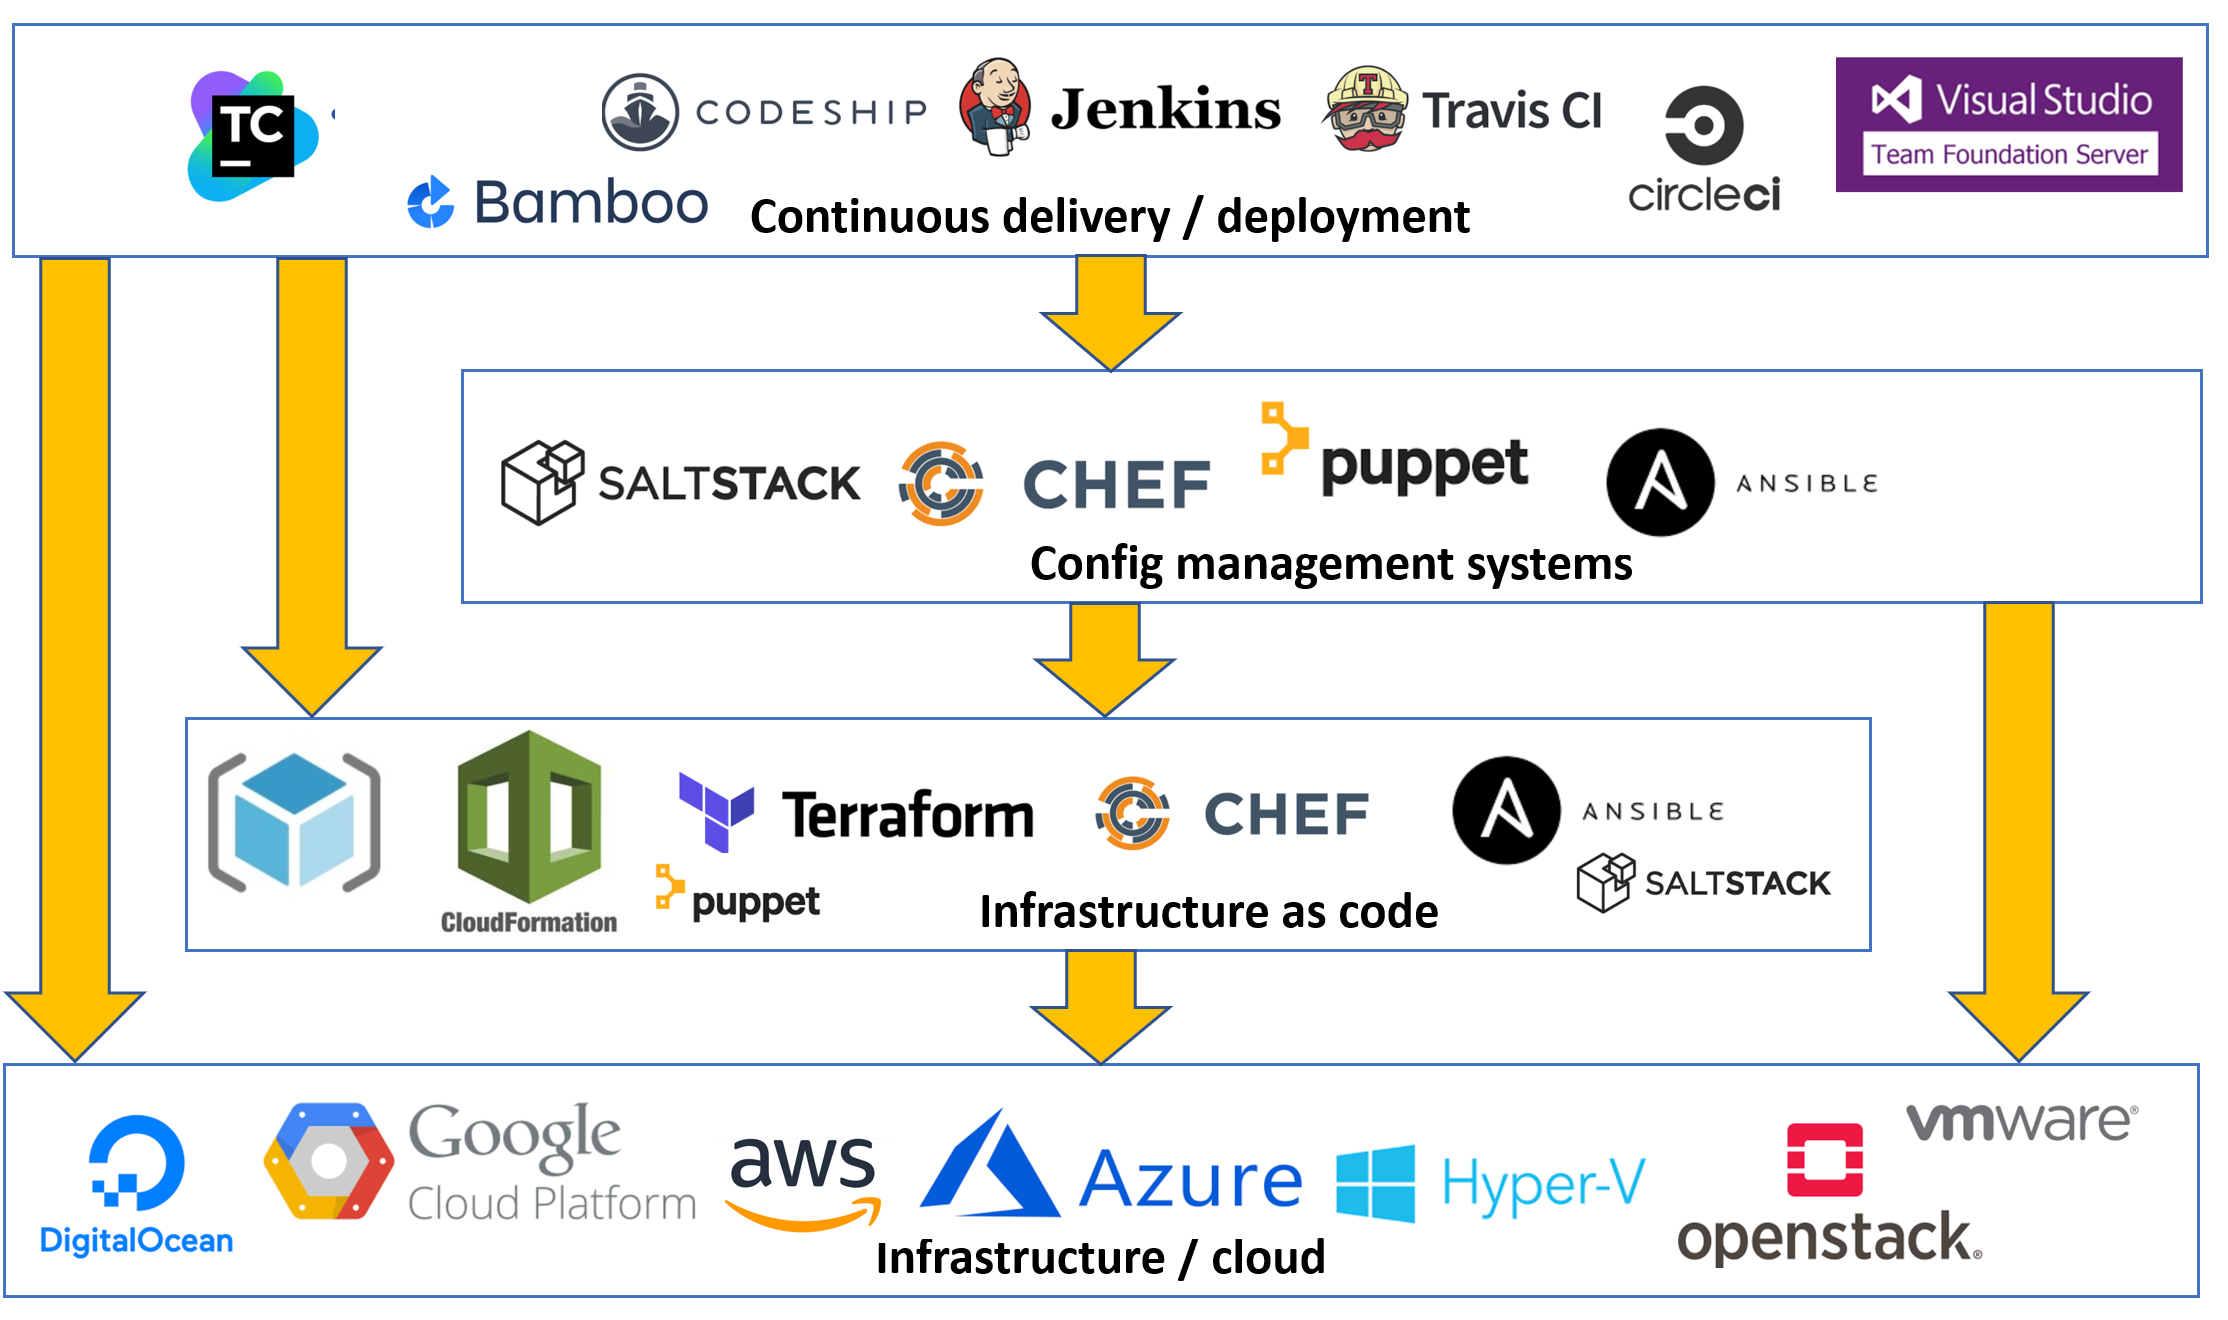 TC
CODESHIP
Jenkins
T
Travis CI
circleci
Visual Studio
Team Foundation Server
Bamboo
Continuous delivery / deployment
SALTSTACK
CHEF
puppet
A
ANSIBLE
Config management systems
CloudFormation
Terraform
puppet
CHEF
A
ANSIBLE
SALTSTACK
Infrastructure as code
DigitalOcean
Google
Cloud Platform
aws
Azure
Hyper-V
openstack.®
vmware®
Infrastructure / cloud